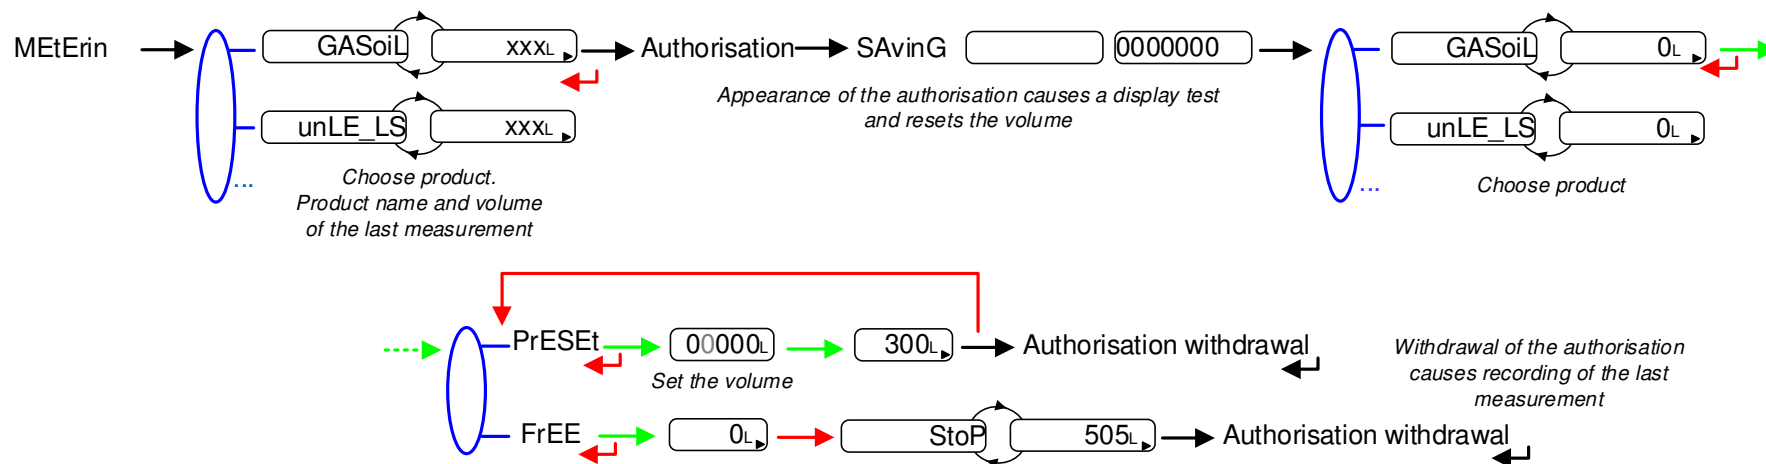 MEtErin
GASoiL
xxxL
Authorisation
SAvinG
0000000
GASoiL
0L
unLE_LS
xxxL
Appearance of the authorisation causes a display test
and resets the volume
unLE_LS
0L
...
Choose product.
Product name and volume
of the last measurement
...
Choose product
PrESEt
00000L
300L
Authorisation withdrawal
Set the volume
Withdrawal of the authorisation
causes recording of the last
measurement
FrEE
0L
StoP
505L
Authorisation withdrawal